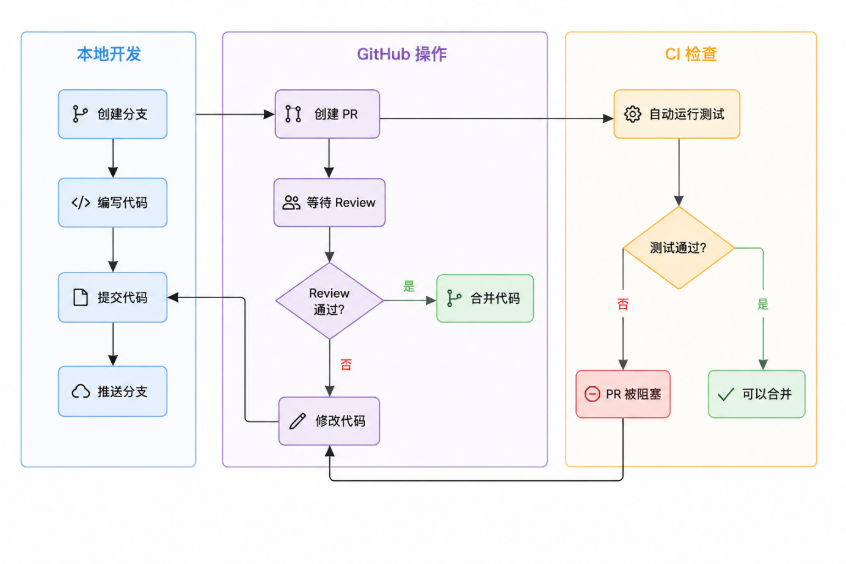 本地开发
创建分支
编写代码
提交代码
推送分支
GitHub 操作
创建 PR
等待 Review
Review
通过?
是
合并代码
否
修改代码
CI 检查
自动运行测试
测试通过?
否
是
PR 被阻塞
可以合并